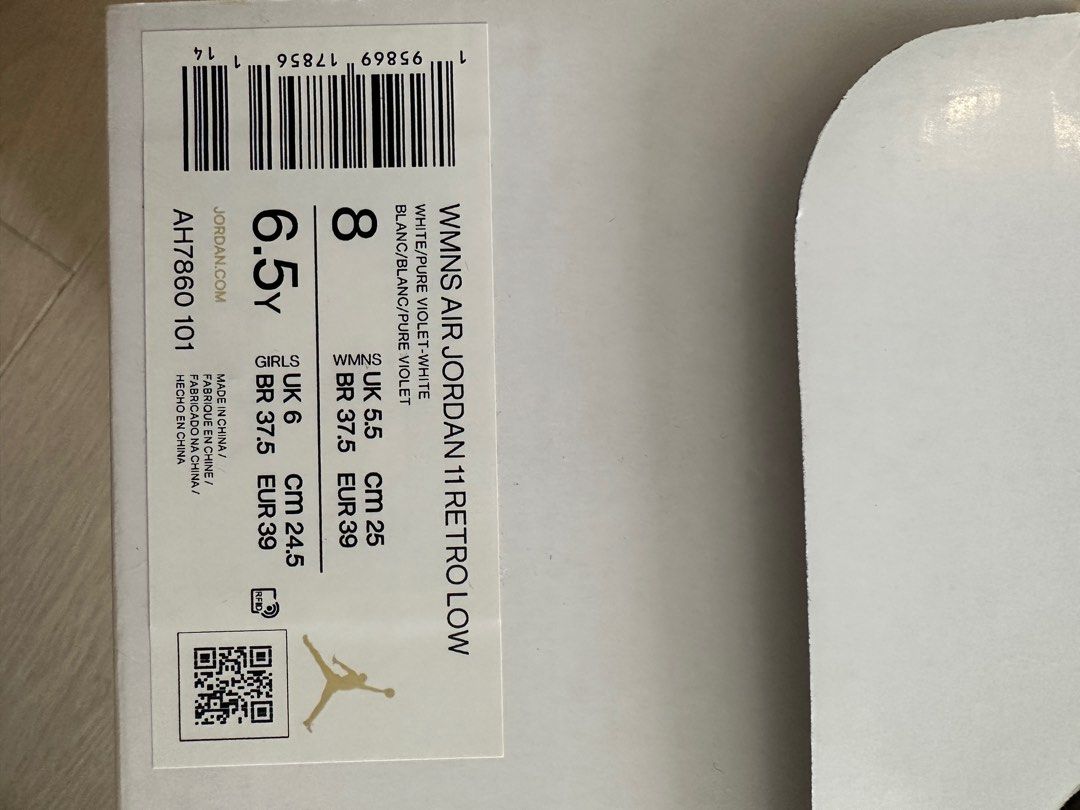 WMNS AIR JORDAN 11 RETRO LOW
WHITE/PURE VIOLET-WHITE
BLANC/BLANC/PURE VIOLET
8
WMNS
UK 5.5 cm 25
BR 37.5 EUR 39
6.5Y
GIRLS
UK 6 cm 24.5
BR 37.5 EUR 39
RFID
JORDAN.COM
AH7860 101
MADE IN CHINA /
FABRIQUE EN CHINE /
FABRICADO NA CHINA /
HECHO EN CHINA
1 95869 17856 1 14